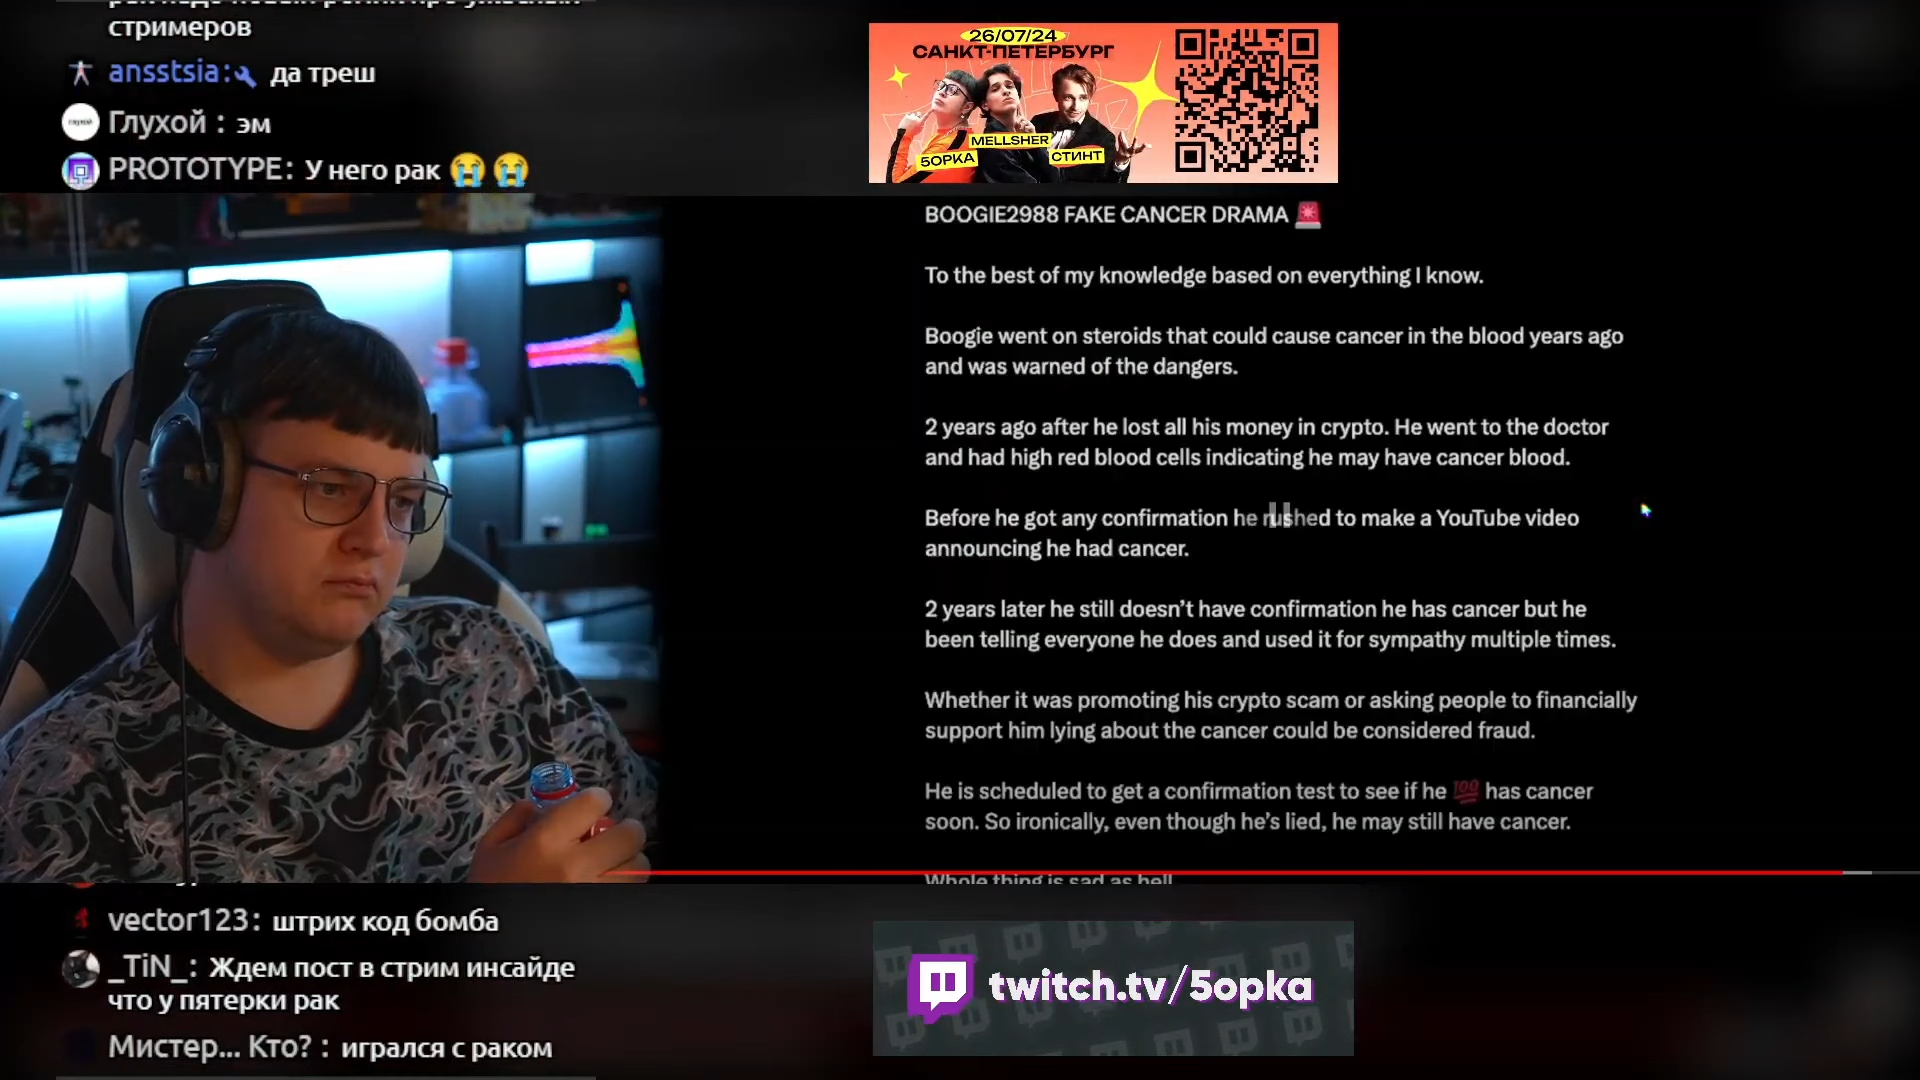 стримеров
ansstsia: да треш
Глухой : эм
PROTOTYPE: У него рак 😭 😭
26/07/24
САНКТ-ПЕТЕРБУРГ
5OPKA
MELLSHER
СТИНТ
BOOGIE2988 FAKE CANCER DRAMA 🚨
To the best of my knowledge based on everything I know.
Boogie went on steroids that could cause cancer in the blood years ago
and was warned of the dangers.
2 years ago after he lost all his money in crypto. He went to the doctor
and had high red blood cells indicating he may have cancer blood.
Before he got any confirmation he rushed to make a YouTube video
announcing he had cancer.
2 years later he still doesn’t have confirmation he has cancer but he
been telling everyone he does and used it for sympathy multiple times.
Whether it was promoting his crypto scam or asking people to financially
support him lying about the cancer could be considered fraud.
He is scheduled to get a confirmation test to see if he 💯 has cancer
soon. So ironically, even though he’s lied, he may still have cancer.
Whole thing is sad as hell
vector123: штрих код бомба
_TiN_: Ждем пост в стрим инсайде
что у пятерки рак
Мистер... Кто? : игрался с раком
twitch.tv/5opka